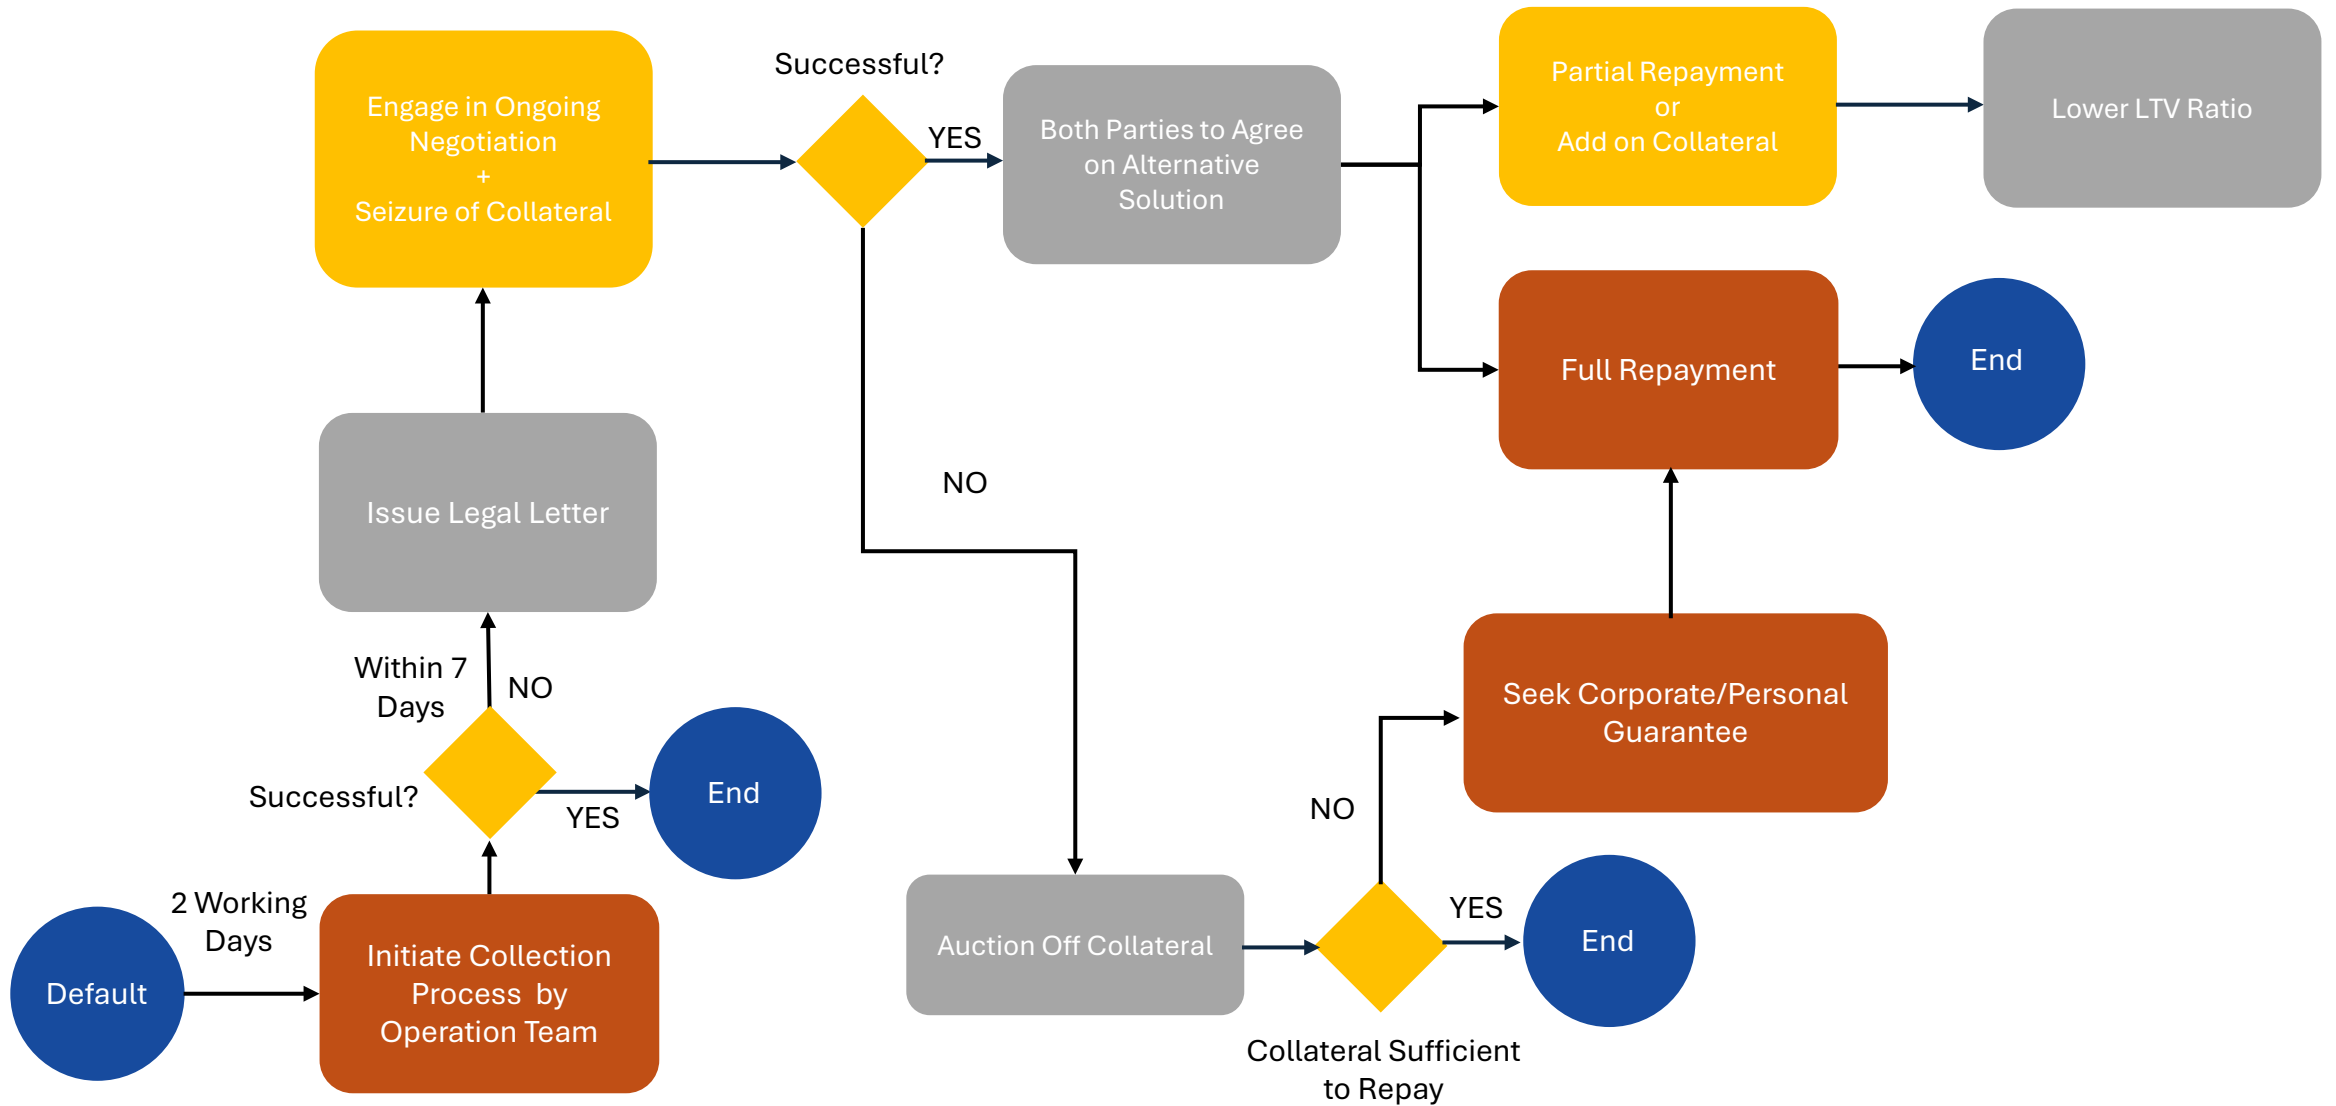 Engage in Ongoing
Negotiation
+
Seizure of Collateral
Successful?
YES
Both Parties to Agree
on Alternative
Solution
Partial Repayment
or
Add on Collateral
Lower LTV Ratio
Full Repayment
End
NO
Issue Legal Letter
Within 7
Days
NO
Successful?
YES
End
2 Working
Days
Default
Initiate Collection
Process  by
Operation Team
Seek Corporate/Personal
Guarantee
NO
Auction Off Collateral
YES
End
Collateral Sufficient
to Repay